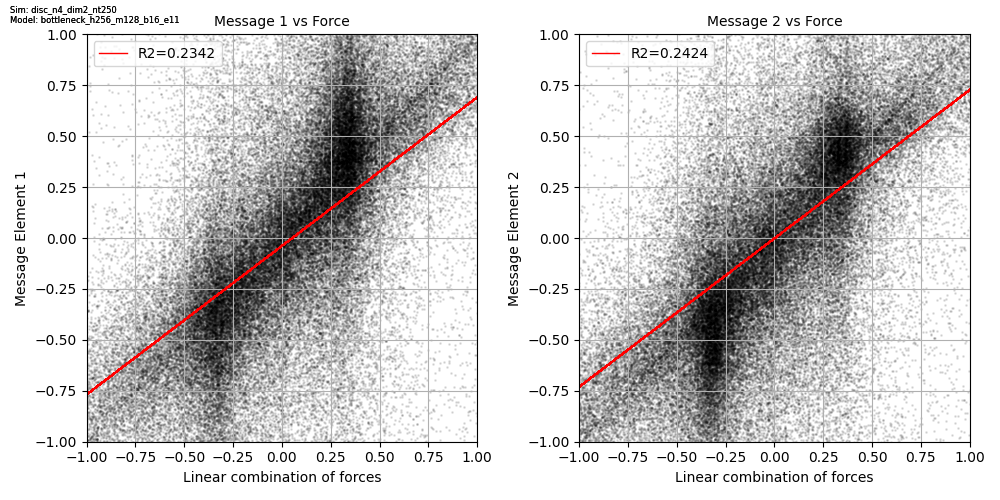 Sim: disc_n4_dim2_nt250
Model: bottleneck_h256_m128_b16_e11
Message 1 vs Force
R2=0.2342
1.00
0.75
0.50
0.25
0.00
−0.25
−0.50
−0.75
−1.00
Message Element 1
−1.00 −0.75 −0.50 −0.25 0.00 0.25 0.50 0.75 1.00
Linear combination of forces
Message 2 vs Force
R2=0.2424
1.00
0.75
0.50
0.25
0.00
−0.25
−0.50
−0.75
−1.00
Message Element 2
−1.00 −0.75 −0.50 −0.25 0.00 0.25 0.50 0.75 1.00
Linear combination of forces